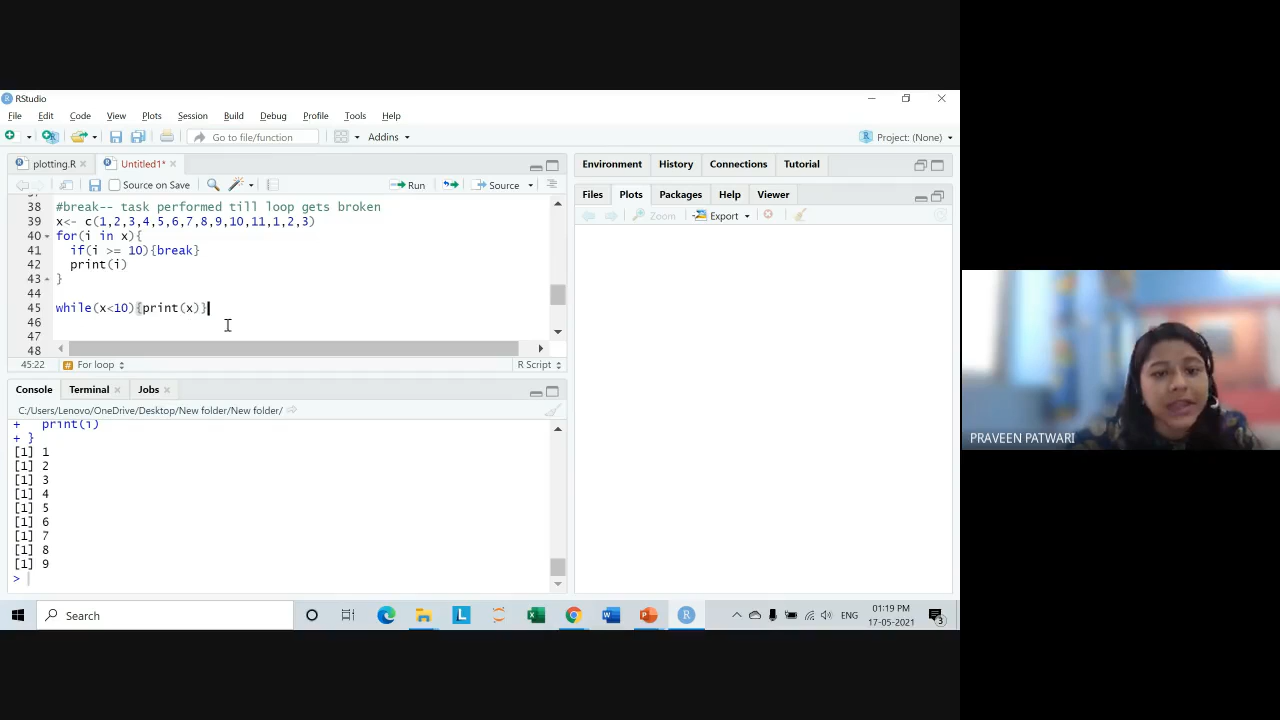 RStudio
File Edit Code View Plots Session Build Debug Profile Tools Help
Go to file/function Addins Project: (None)
plotting.R Untitled1*
Source on Save Run Source
38 #break-- task performed till loop gets broken
39 x<- c(1,2,3,4,5,6,7,8,9,10,11,1,2,3)
40 for(i in x){
41 if(i >= 10){break}
42 print(i)
43 }
44
45 while(x<10){print(x)}
46
47
48
45:22 For loop R Script
Console Terminal Jobs
C:/Users/Lenovo/OneDrive/Desktop/New folder/New folder/
+ print(i)
+ }
[1] 1
[1] 2
[1] 3
[1] 4
[1] 5
[1] 6
[1] 7
[1] 8
[1] 9
>
Environment History Connections Tutorial
Files Plots Packages Help Viewer
Zoom Export
PRAVEEN PATWARI
Search
ENG
01:19 PM
17-05-2021
3